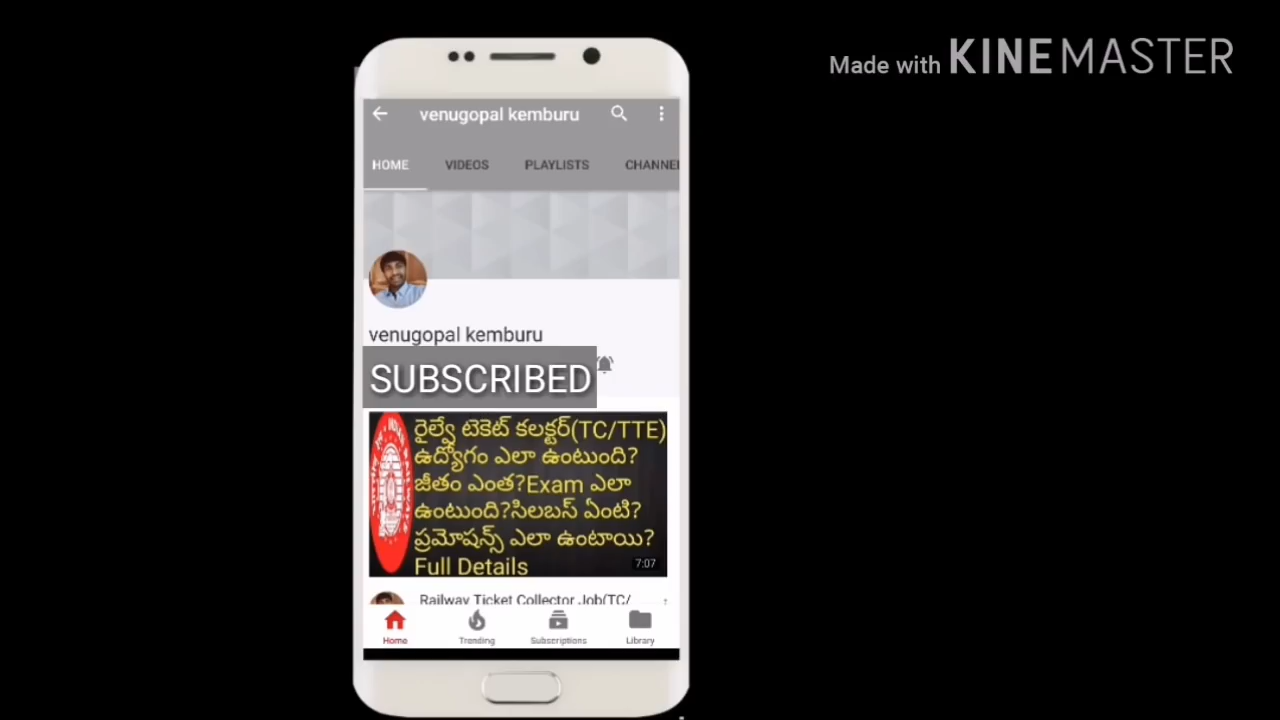 Made with KINEMASTER
venugopal kemburu
HOME VIDEOS PLAYLISTS CHANNEL
venugopal kemburu
SUBSCRIBED
రైల్వే టికెట్ కలక్టర్(TC/TTE)
ఉద్యోగం ఎలా ఉంటుంది?
జీతం ఎంత?Exam ఎలా
ఉంటుంది?సిలబస్ ఏంటి?
ప్రమోషన్స్ ఎలా ఉంటాయి?
Full Details
7:07
Railway Ticket Collector Job(TC/
Home Trending Subscriptions Library